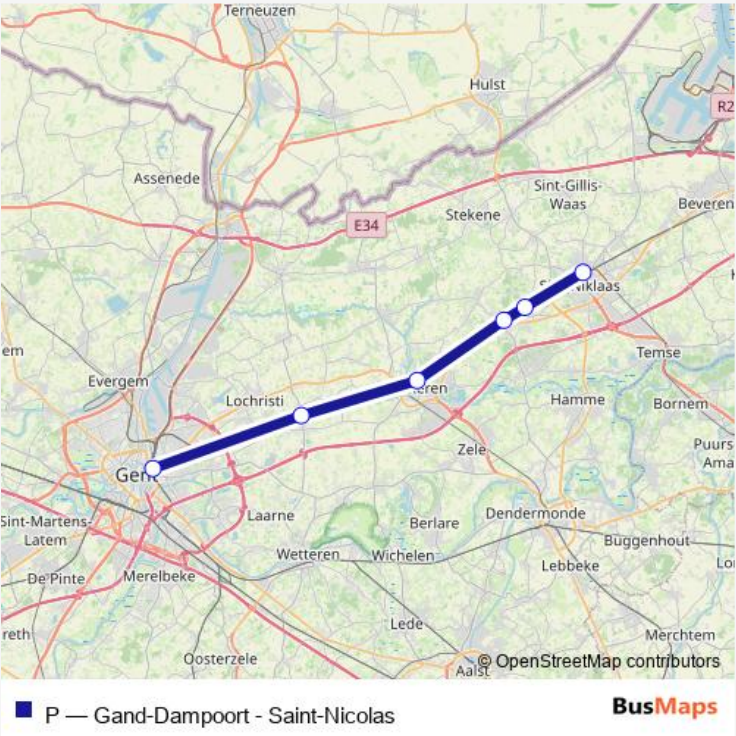 Terneuzen
Hulst
R2
Assenede
Sint-Gillis-
Waas
Beveren
Stekene
E34
Niklaas
Temse
em
Evergem
Lochristi
eren
Hamme
Bornem
Gent
Zele
Puurs
Ama
Laarne
Berlare
Dendermonde
Sint-Martens-
Latem
Wetteren
Wichelen
Buggenhout
Lebbeke
De Pinte
Merelbeke
Lede
reth
Merchtem
Oosterzele
Aalst
© OpenStreetMap contributors
P — Gand-Dampoort - Saint-Nicolas
BusMaps